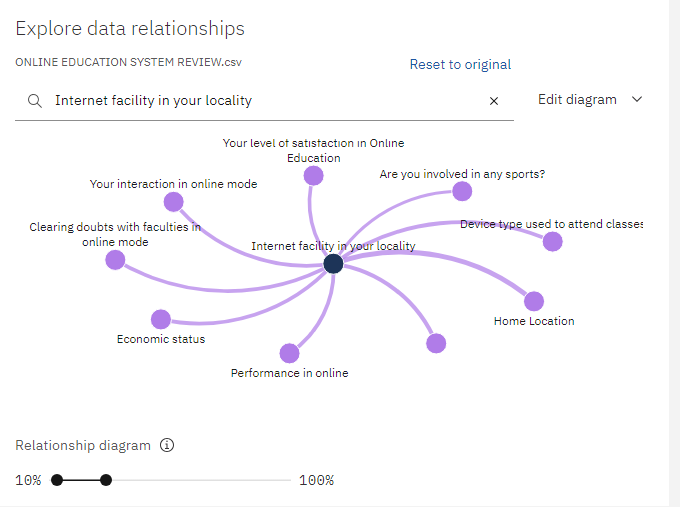 Explore data relationships
ONLINE EDUCATION SYSTEM REVIEW.csv
Reset to original
Internet facility in your locality
Edit diagram
Your level of satisfaction in Online
Education
Are you involved in any sports?
Your interaction in online mode
Device type used to attend classes
Clearing doubts with faculties in
online mode
Internet facility in your locality
Home Location
Economic status
Performance in online
Relationship diagram
10%
100%